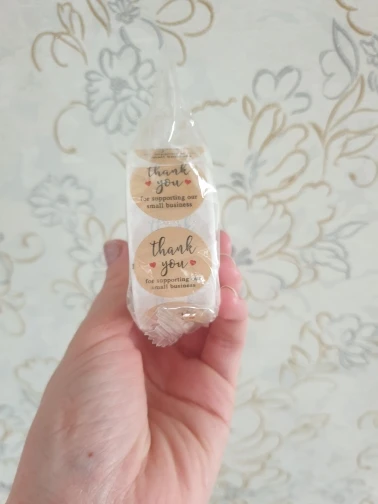 thank
you
for supporting our
small business
thank
you
for supporting
small business